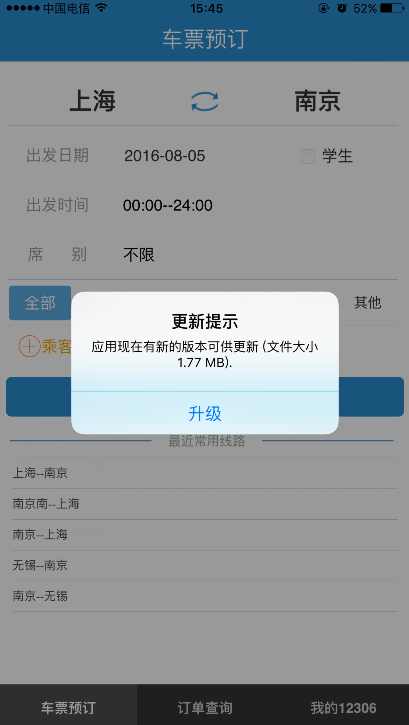 中国电信 15:45 52%
车票预订
上海 南京
出发日期 2016-08-05 学生
出发时间 00:00--24:00
席 别 不限
全部 其他
更新提示
应用现在有新的版本可供更新 (文件大小
1.77 MB).
乘客
升级
最近常用线路
上海--南京
南京南--上海
南京--上海
无锡--南京
南京--无锡
车票预订 订单查询 我的12306